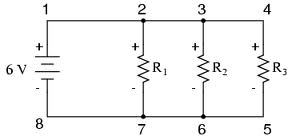 1 2 3 4
+ + + +
6 V R1 R2 R3
- - - -
8 7 6 5